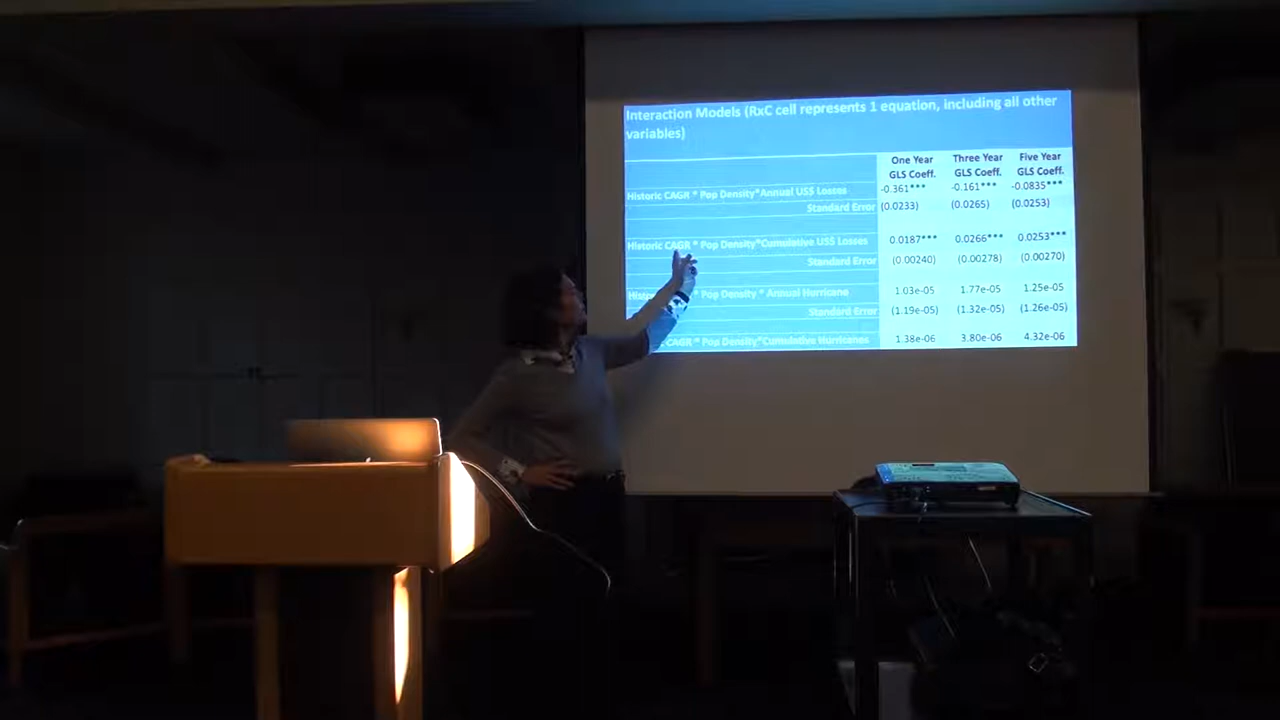 Interaction Models (RxC cell represents 1 equation, including all other
variables)
One Year Three Year Five Year
GLS Coeff. GLS Coeff. GLS Coeff.
Historic CAGR * Pop Density*Annual US$ Losses -0.361*** -0.161*** -0.0835***
Standard Error (0.0233) (0.0265) (0.0253)
Historic CAGR * Pop Density*Cumulative US$ Losses 0.0187*** 0.0266*** 0.0253***
Standard Error (0.00240) (0.00278) (0.00270)
* Pop Density * Annual Hurricane 1.03e-05 1.77e-05 1.25e-05
Standard Error (1.19e-05) (1.32e-05) (1.26e-05)
CAGR * Pop Density*Cumulative Hurricanes 1.38e-06 3.80e-06 4.32e-06